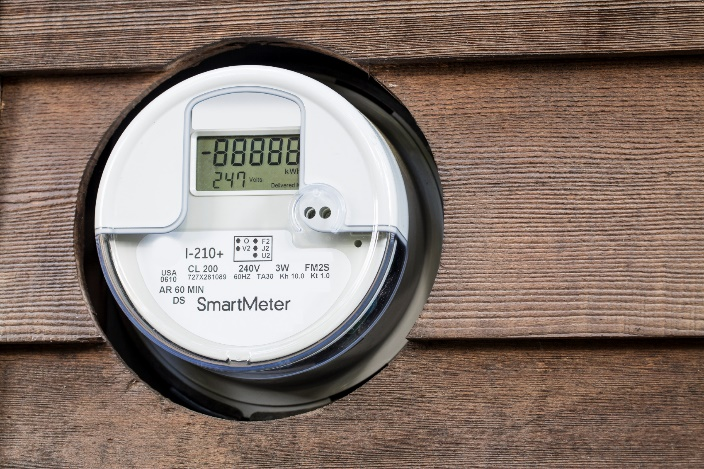 -88888
kWh
247 Volts
Delivered
I-210+
O F2
V2 J2
U2
CL 200 240V 3W FM2S
USA 0610 727X281089 60HZ TA30 Kh 10.0 Kt 1.0
AR 60 MIN
DS SmartMeter